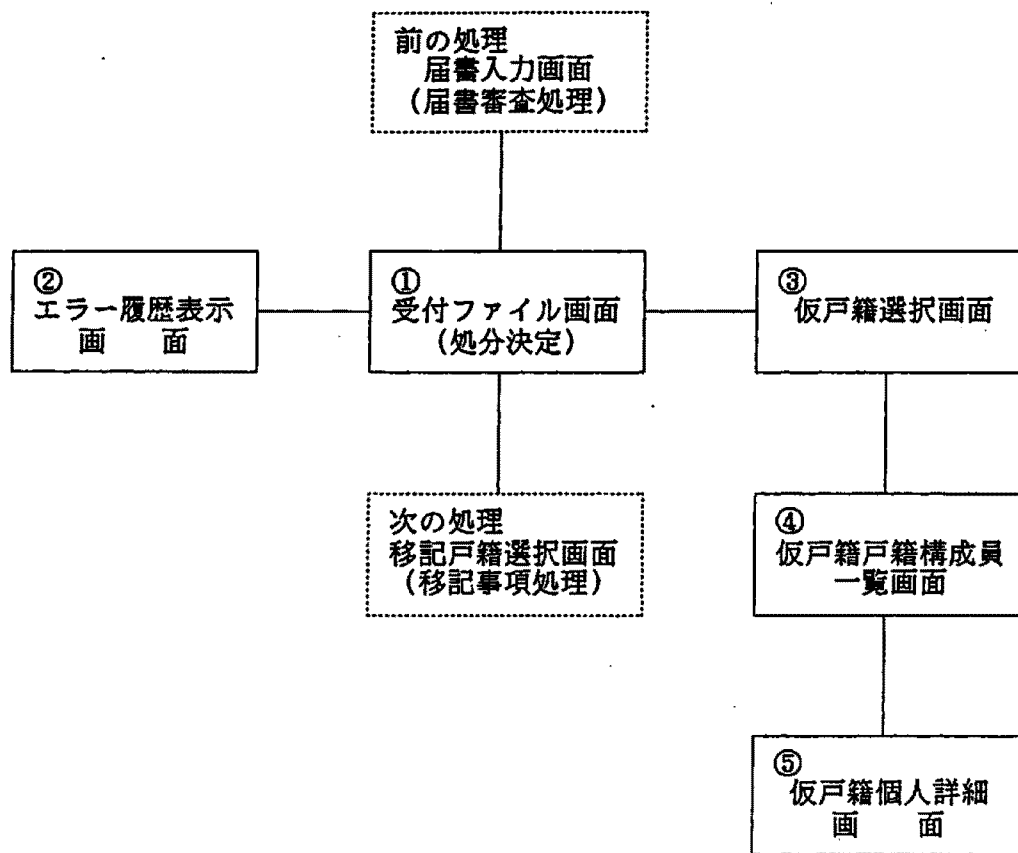 前の処理
届書入力画面
(届書審査処理)
②
エラー履歴表示
画 面
①
受付ファイル画面
(処分決定)
③
仮戸籍選択画面
次の処理
移記戸籍選択画面
(移記事項処理)
④
仮戸籍戸籍構成員
一覧画面
⑤
仮戸籍個人詳細
画 面